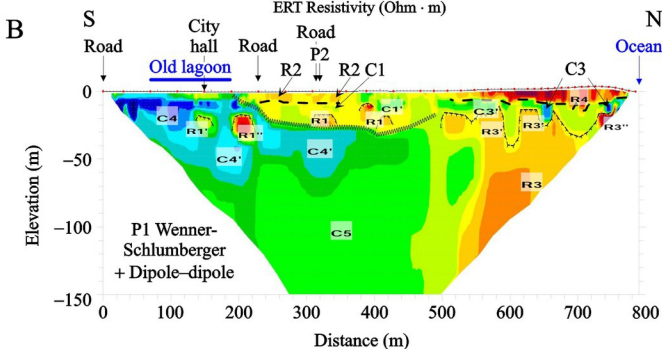 ERT Resistivity (Ohm · m)
B
S
N
City
hall
Road
Road
Road
P2
Ocean
Old lagoon
R2
R2
C1
C3
0
−50
−100
−150
Elevation (m)
C4
R1'
R1"
C4'
R1
R1
C1'
C4'
C3'
R3'
R3'
R4
R3"
R3
C5
P1 Wenner-
Schlumberger
+ Dipole–dipole
0 100 200 300 400 500 600 700 800
Distance (m)